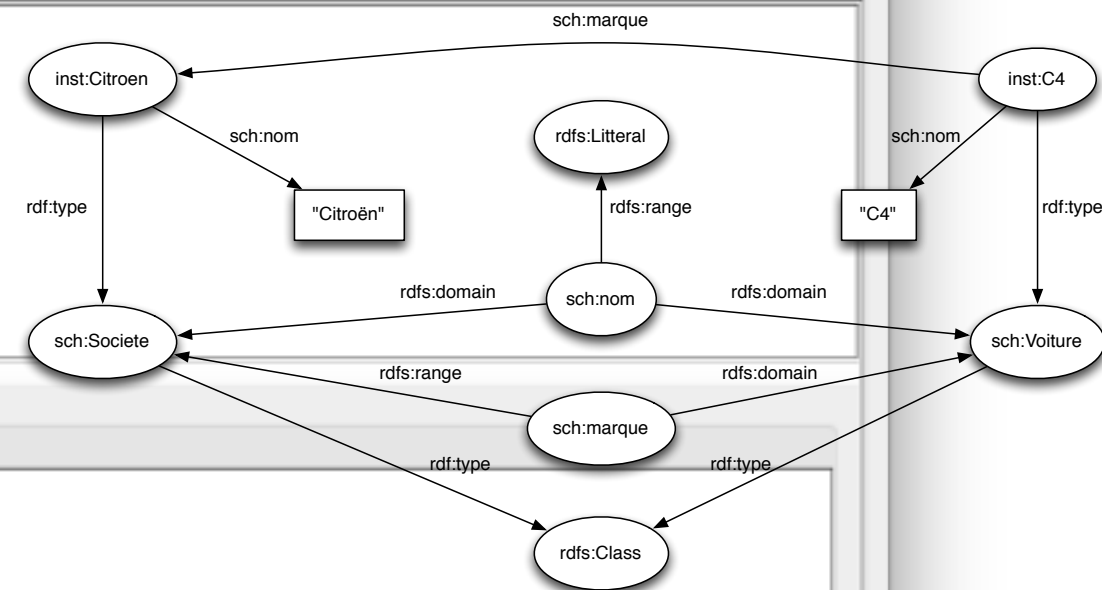 sch:marque
inst:Citroen
inst:C4
sch:nom
rdfs:Litteral
sch:nom
rdf:type
"Citroën"
rdfs:range
"C4"
rdf:type
rdfs:domain
sch:nom
rdfs:domain
sch:Societe
sch:Voiture
rdfs:range
rdfs:domain
sch:marque
rdf:type
rdf:type
rdfs:Class